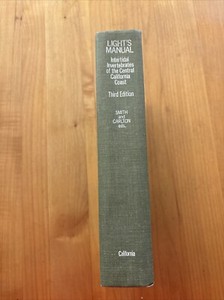 LIGHT'S
MANUAL
Intertidal
Invertebrates
of the Central
California
Coast
Third Edition
SMITH
and
CARLTON
eds.
California